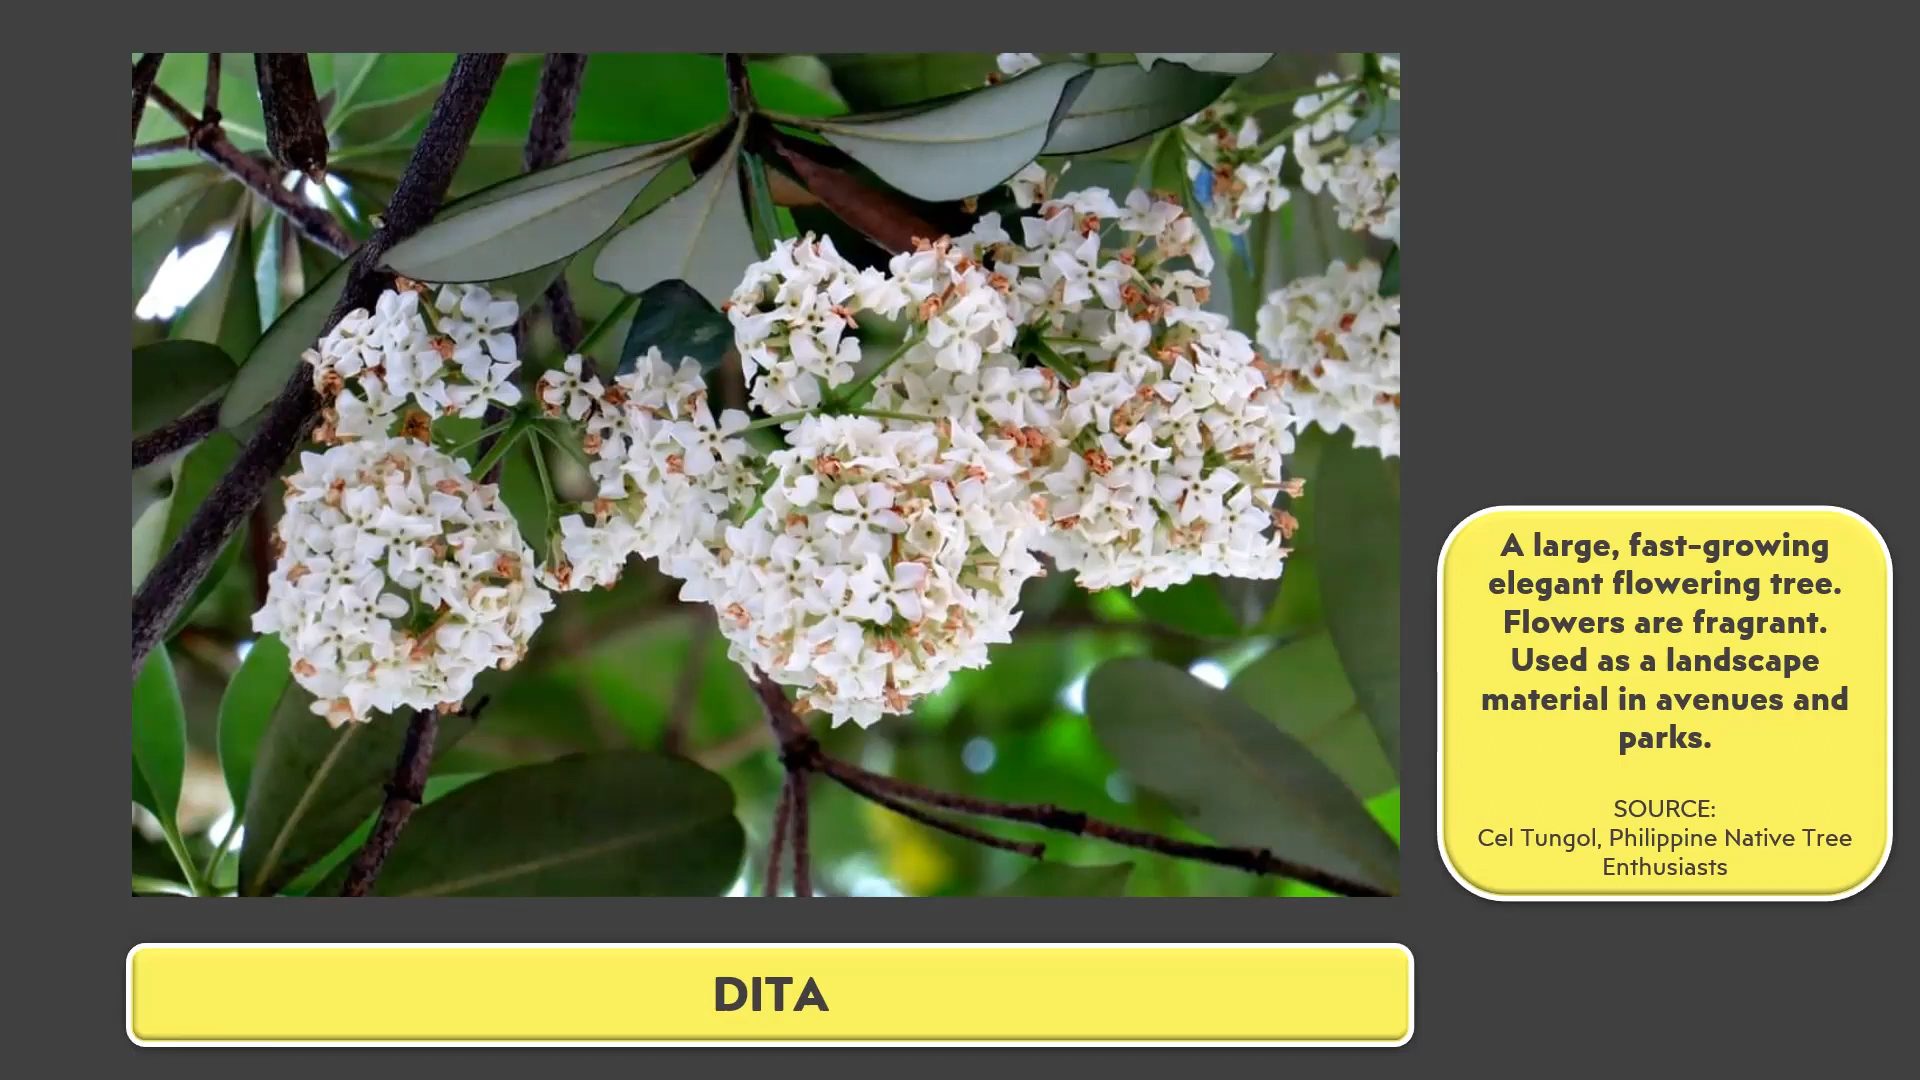 A large, fast-growing
elegant flowering tree.
Flowers are fragrant.
Used as a landscape
material in avenues and
parks.
SOURCE:
Cel Tungol, Philippine Native Tree
Enthusiasts
DITA